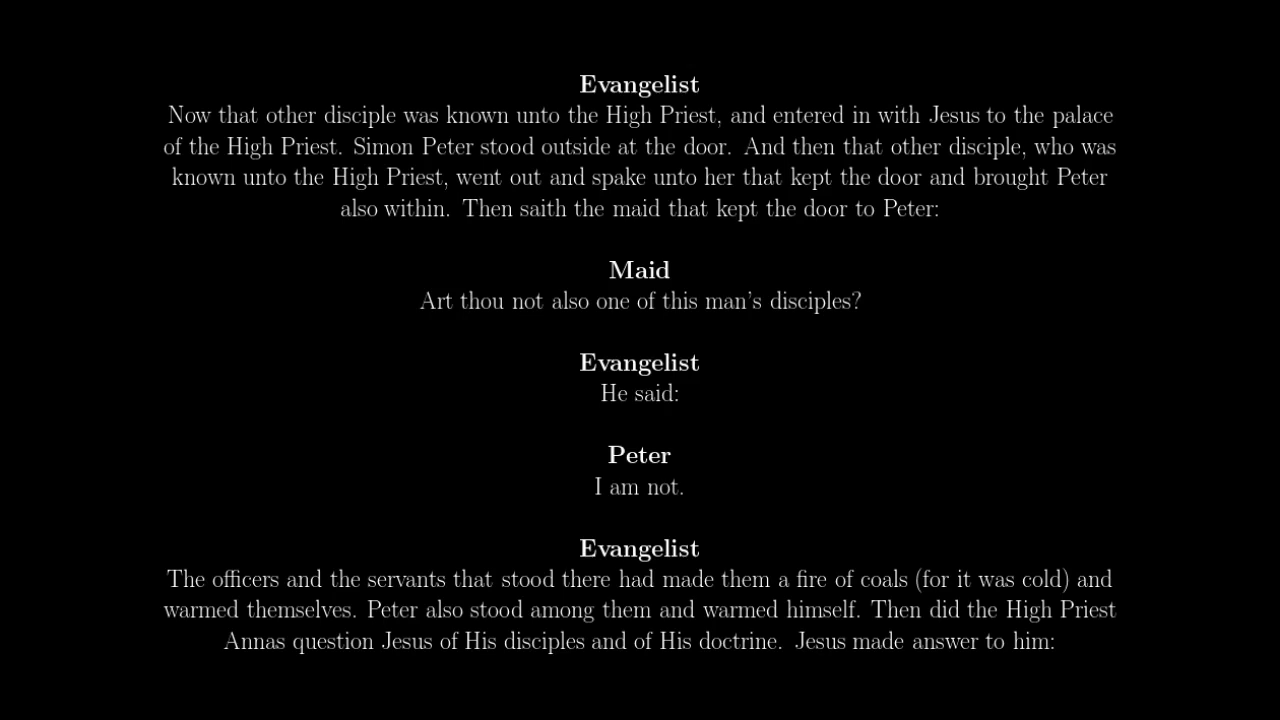 Evangelist
Now that other disciple was known unto the High Priest, and entered in with Jesus to the palace
of the High Priest. Simon Peter stood outside at the door. And then that other disciple, who was
known unto the High Priest, went out and spake unto her that kept the door and brought Peter
also within. Then saith the maid that kept the door to Peter:
Maid
Art thou not also one of this man's disciples?
Evangelist
He said:
Peter
I am not.
Evangelist
The officers and the servants that stood there had made them a fire of coals (for it was cold) and
warmed themselves. Peter also stood among them and warmed himself. Then did the High Priest
Annas question Jesus of His disciples and of His doctrine. Jesus made answer to him: